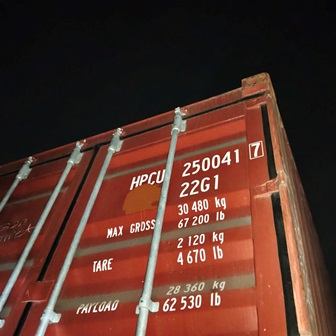 HPCU 250041 7
22G1
MAX GROSS 30 480 kg
67 200 lb
TARE 2 120 kg
4 670 lb
PAYLOAD 28 360 kg
62 530 lb